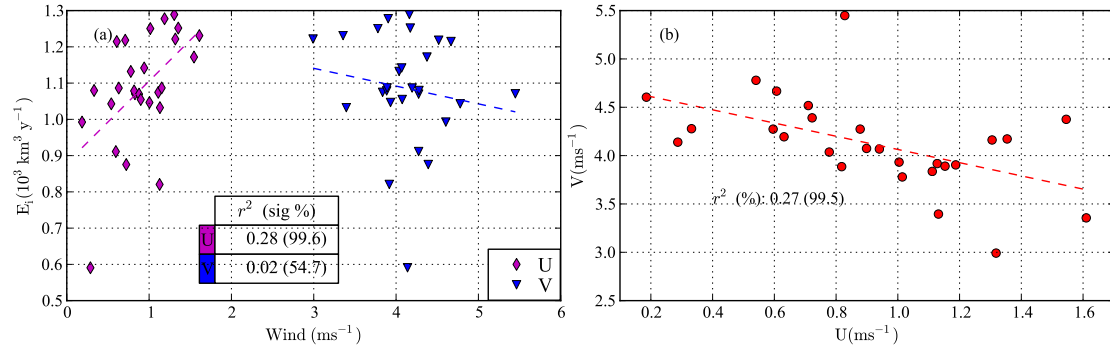 1.3
1.2
1.1
1.0
0.9
0.8
0.7
0.6
0.5
E_i(10^3 km^3 y^{-1})
(a)
r^2 (sig %)
U 0.28 (99.6)
V 0.02 (54.7)
U
V
0 1 2 3 4 5 6
Wind (ms^{-1})
5.5
5.0
4.5
4.0
3.5
3.0
2.5
V(ms^{-1})
(b)
r^2 (%): 0.27 (99.5)
0.2 0.4 0.6 0.8 1.0 1.2 1.4 1.6
U(ms^{-1})